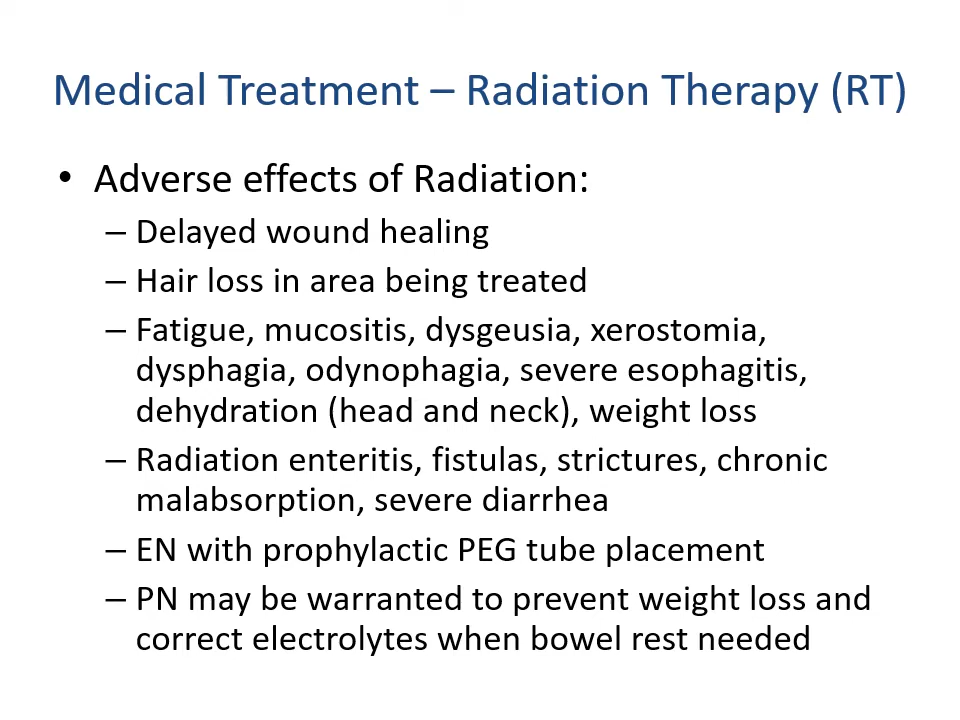 Medical Treatment – Radiation Therapy (RT)
• Adverse effects of Radiation:
– Delayed wound healing
– Hair loss in area being treated
– Fatigue, mucositis, dysgeusia, xerostomia,
dysphagia, odynophagia, severe esophagitis,
dehydration (head and neck), weight loss
– Radiation enteritis, fistulas, strictures, chronic
malabsorption, severe diarrhea
– EN with prophylactic PEG tube placement
– PN may be warranted to prevent weight loss and
correct electrolytes when bowel rest needed